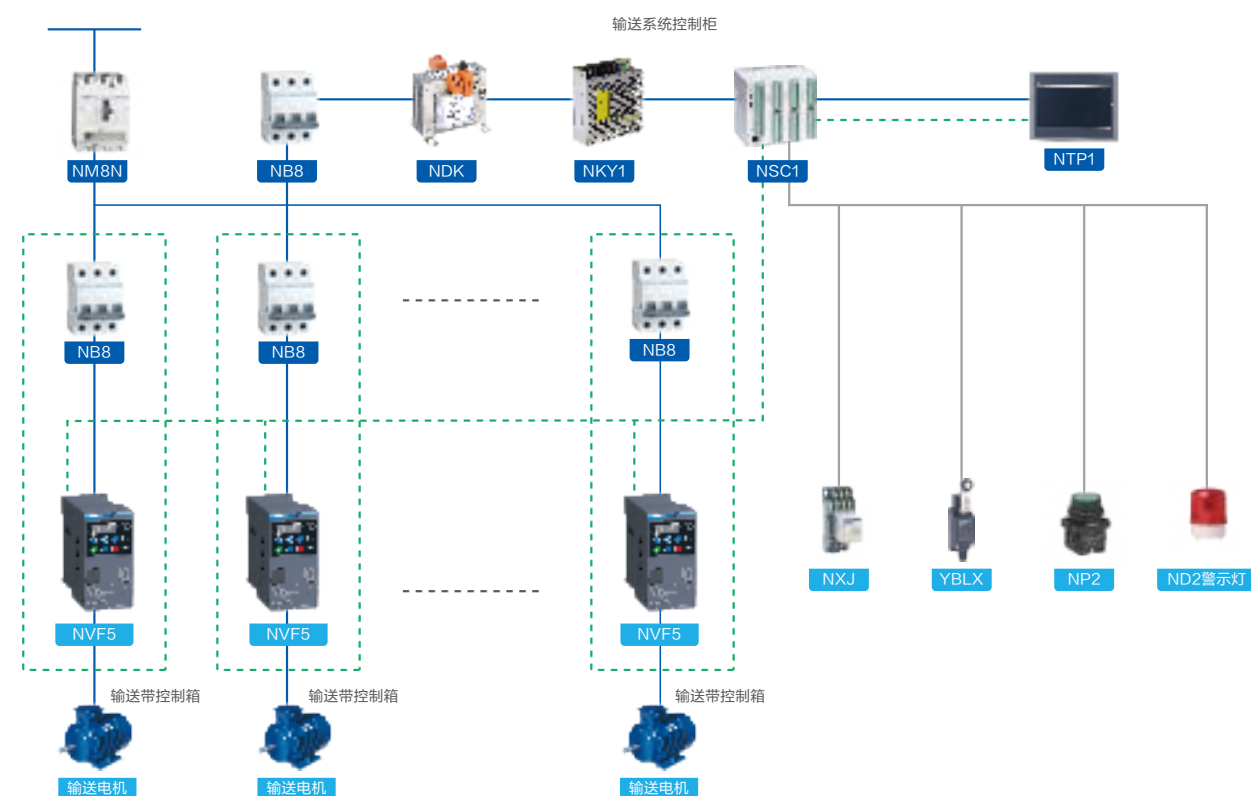 输送系统控制柜
NM8N
NB8
NDK
NKY1
NSC1
NTP1
NB8
NB8
NB8
NXJ
YBLX
NP2
ND2警示灯
NVF5
NVF5
NVF5
输送带控制箱
输送带控制箱
输送带控制箱
输送电机
输送电机
输送电机